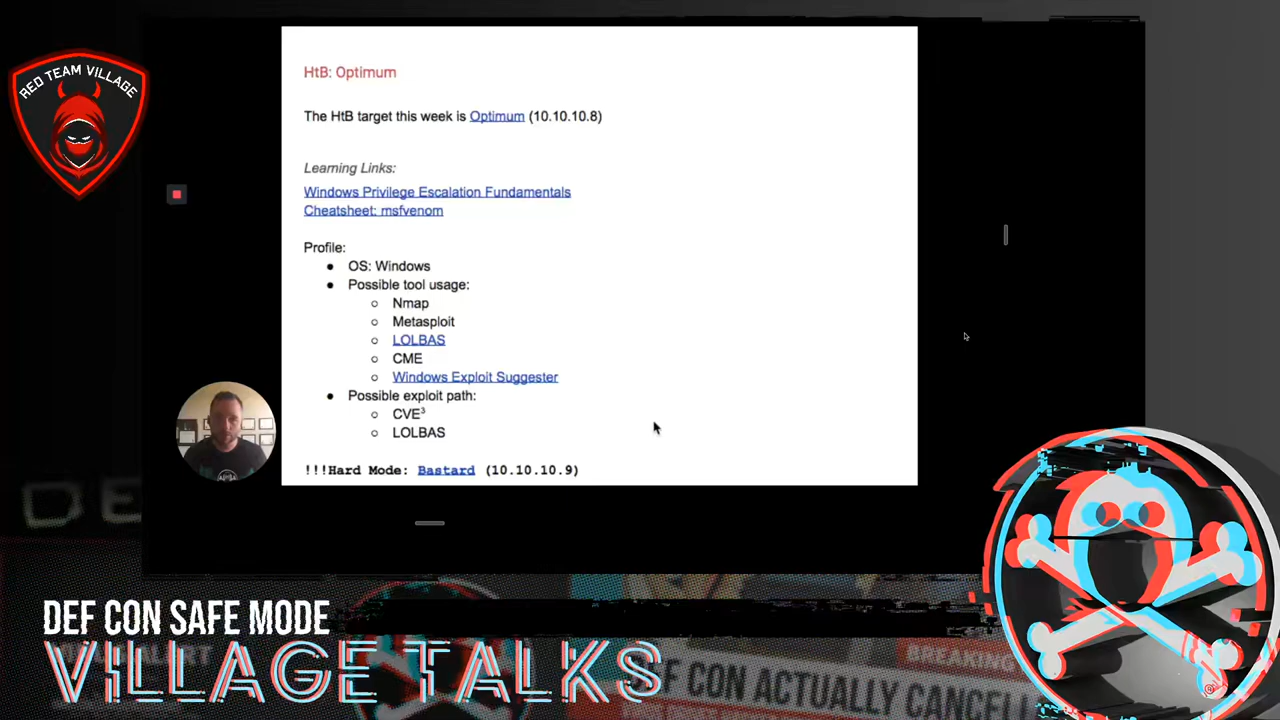 RED TEAM VILLAGE
HtB: Optimum
The HtB target this week is Optimum (10.10.10.8)
Learning Links:
Windows Privilege Escalation Fundamentals
Cheatsheet: msfvenom
Profile:
● OS: Windows
● Possible tool usage:
○ Nmap
○ Metasploit
○ LOLBAS
○ CME
○ Windows Exploit Suggester
● Possible exploit path:
○ CVE³
○ LOLBAS
!!!Hard Mode: Bastard (10.10.10.9)
DEF CON SAFE MODE
VILLAGE TALKS
BREAKING
DEF CON ACTUALLY CANCEL